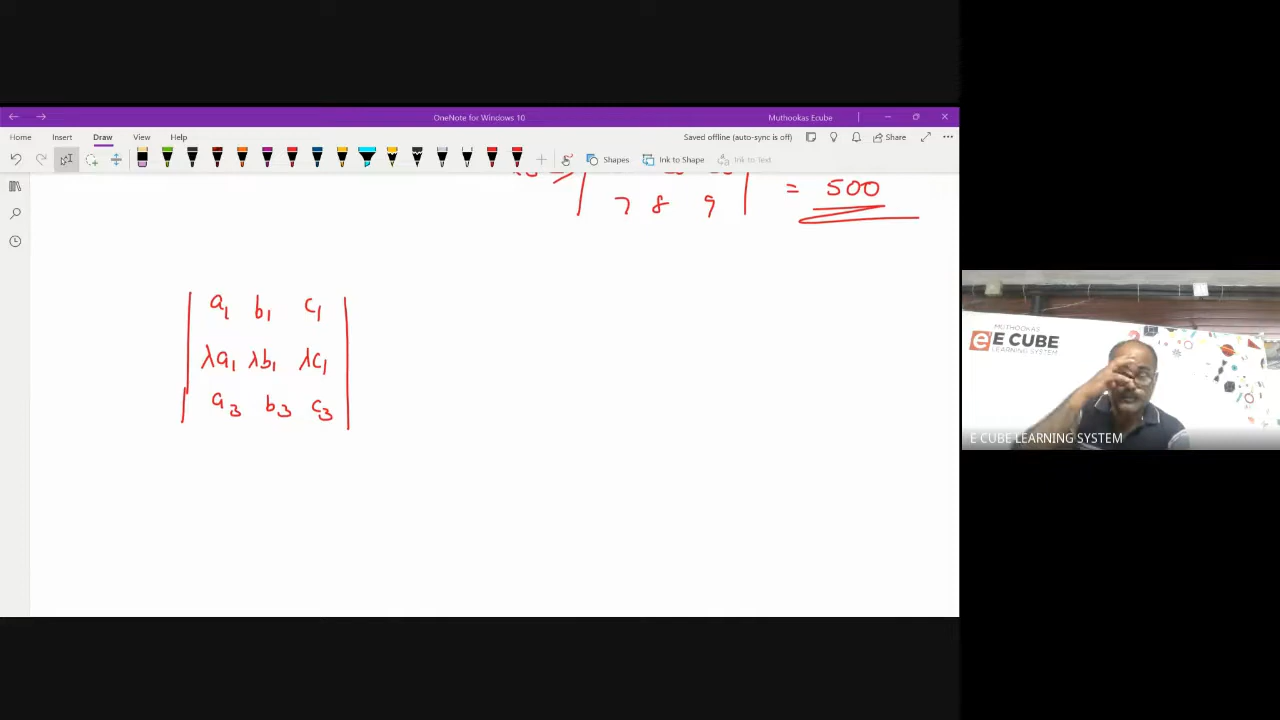 OneNote for Windows 10
Muthookas Ecube
Home Insert Draw View Help
Saved offline (auto-sync is off)
Share
Shapes
Ink to Shape
Ink to Text
= 500
7 8 9
a₁ b₁ c₁
λa₁ λb₁ λc₁
a₃ b₃ c₃
MUTHOOKAS
e E CUBE
LEARNING SYSTEM
E CUBE LEARNING SYSTEM